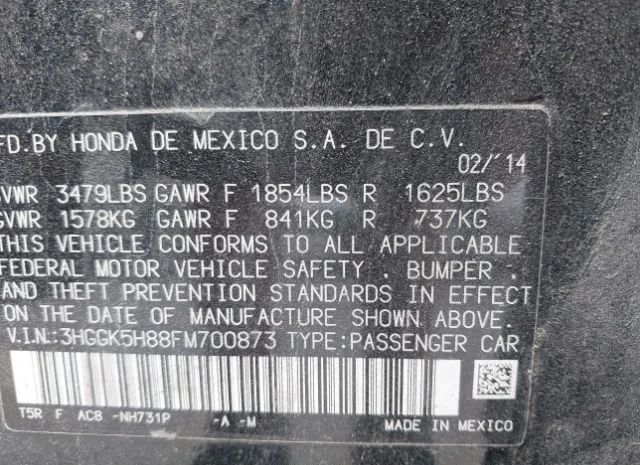 FD.BY HONDA DE MEXICO S.A. DE C.V.
02/'14
GVWR 3479LBS GAWR F 1854LBS R 1625LBS
GVWR 1578KG GAWR F 841KG R 737KG
THIS VEHICLE CONFORMS TO ALL APPLICABLE
FEDERAL MOTOR VEHICLE SAFETY , BUMPER ,
AND THEFT PREVENTION STANDARDS IN EFFECT
ON THE DATE OF MANUFACTURE SHOWN ABOVE.
V.I.N.:3HGGK5H88FM700873 TYPE:PASSENGER CAR
T5R F AC8 -NH731P -A -M
MADE IN MEXICO